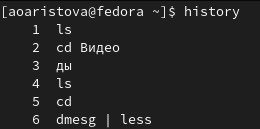 [aoaristova@fedora ~]$ history
1 ls
2 cd Видео
3 ды
4 ls
5 cd
6 dmesg | less